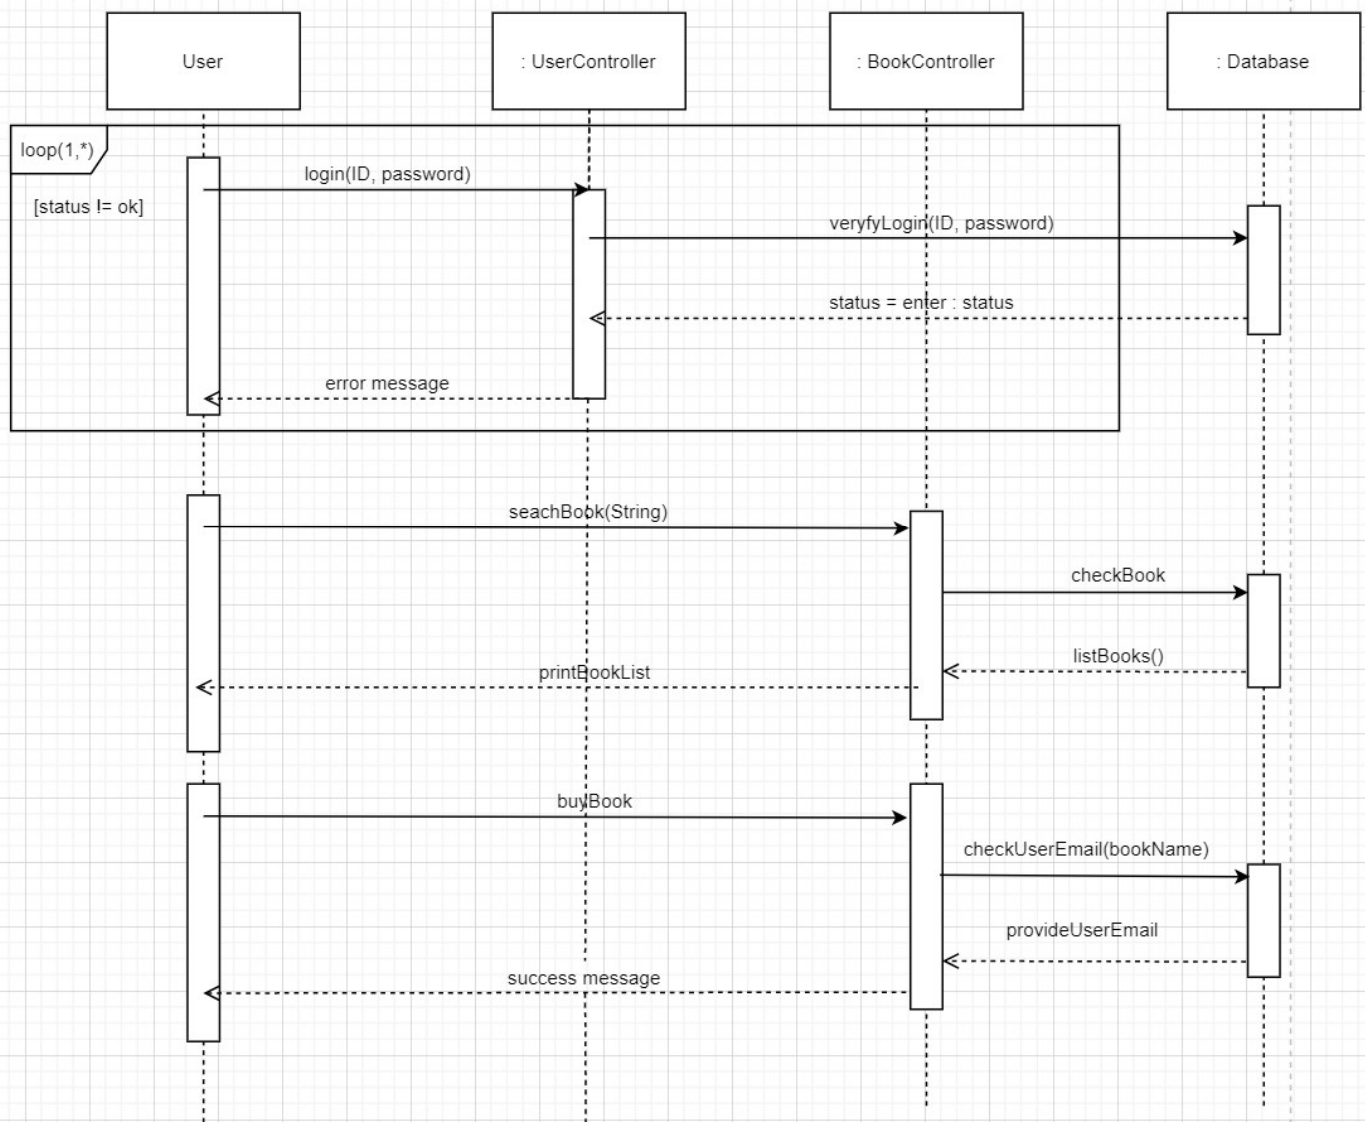 User
: UserController
: BookController
: Database
loop(1,*)
[status != ok]
login(ID, password)
veryfyLogin(ID, password)
status = enter : status
error message
seachBook(String)
checkBook
listBooks()
printBookList
buyBook
checkUserEmail(bookName)
provideUserEmail
success message